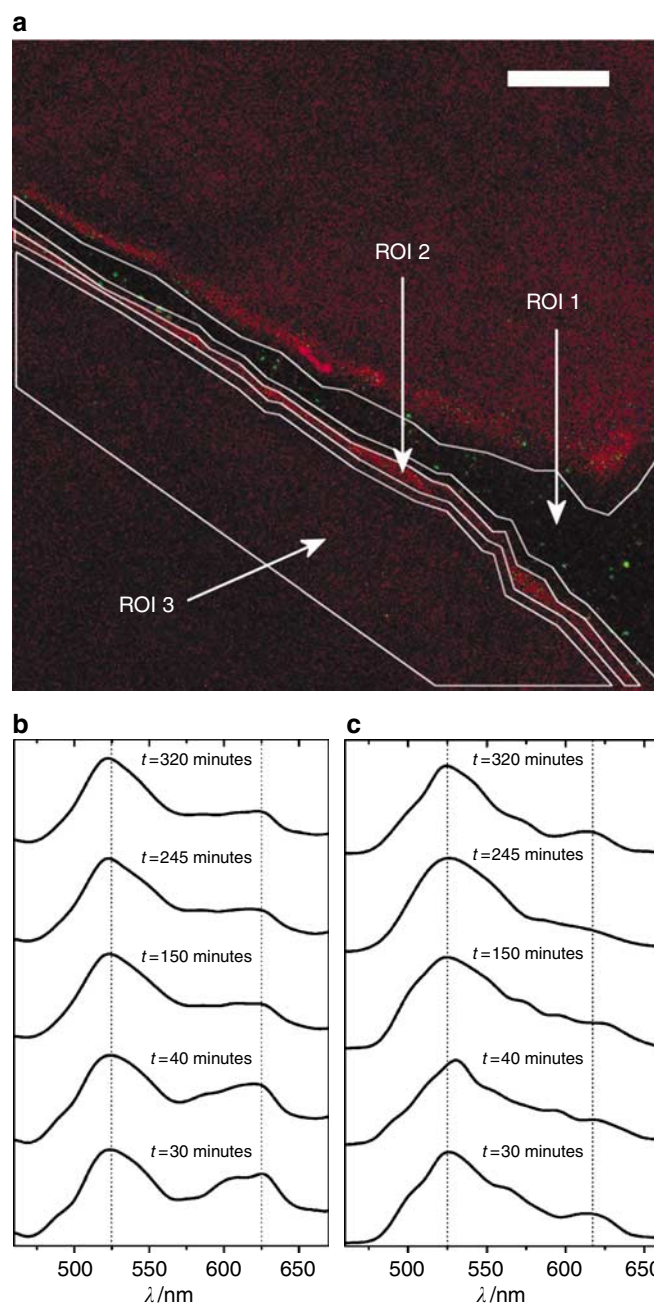 a
ROI 2
ROI 1
ROI 3
b
t=320 minutes
t=245 minutes
t=150 minutes
t=40 minutes
t=30 minutes
500 550 600 650
λ/nm
c
t=320 minutes
t=245 minutes
t=150 minutes
t=40 minutes
t=30 minutes
500 550 600 650
λ/nm